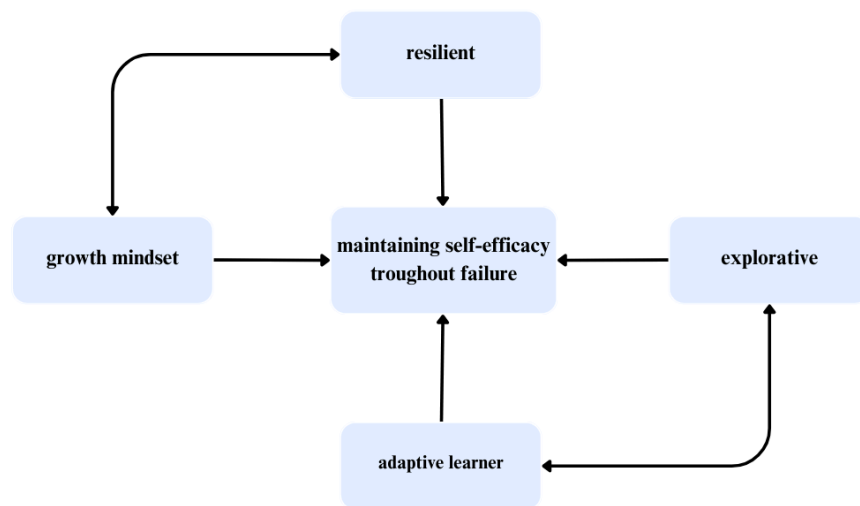 resilient
growth mindset
maintaining self-efficacy
troughout failure
explorative
adaptive learner